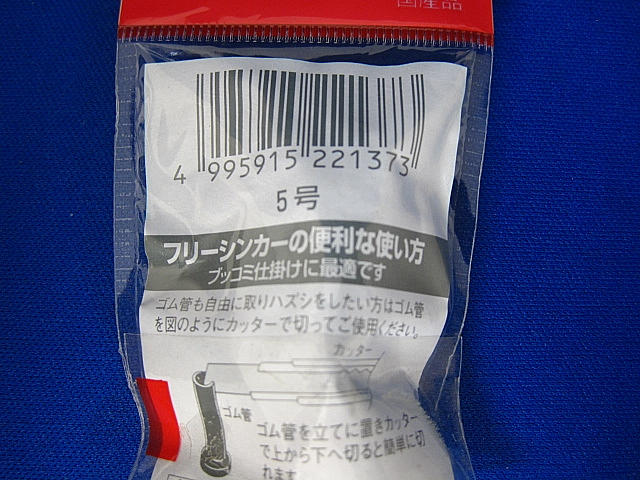 国産品
4 995915 221373
5号
フリーシンカーの便利な使い方
ブッコミ仕掛けに最適です
ゴム管も自由に取りハズシをしたい方はゴム管
を図のようにカッターで切ってご使用ください。
カッター
ゴム管
ゴム管を立てに置きカッター
で上から下へ切ると簡単に切
れます